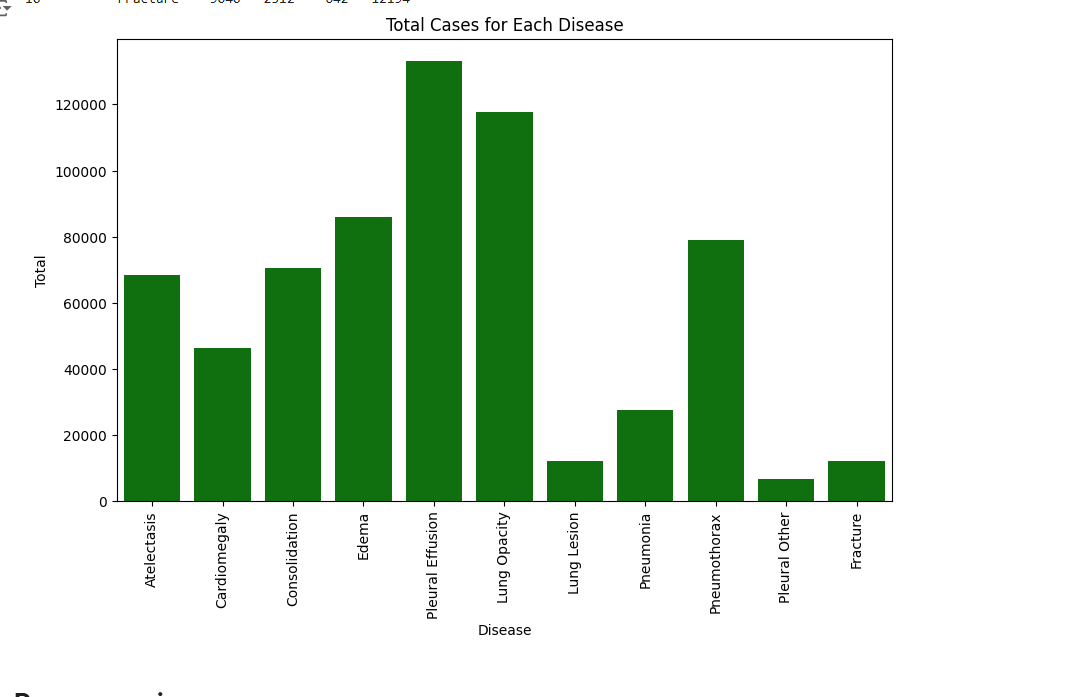 Total Cases for Each Disease
120000
100000
80000
60000
40000
20000
0
Total
Atelectasis
Cardiomegaly
Consolidation
Edema
Pleural Effusion
Lung Opacity
Lung Lesion
Pneumonia
Pneumothorax
Pleural Other
Fracture
Disease